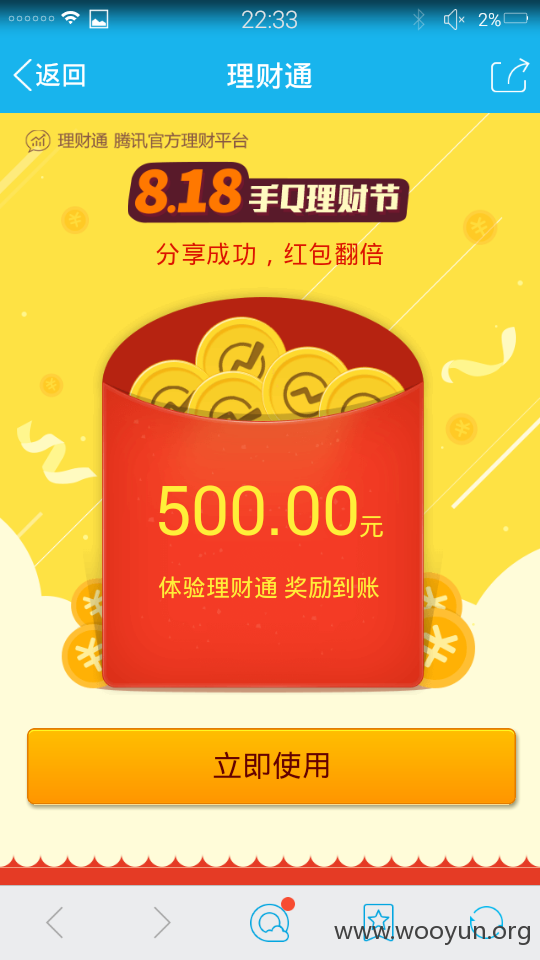 22:33
2%
返回
理财通
理财通 腾讯官方理财平台
8.18 手Q理财节
分享成功，红包翻倍
500.00元
体验理财通 奖励到账
立即使用
www.wooyun.org